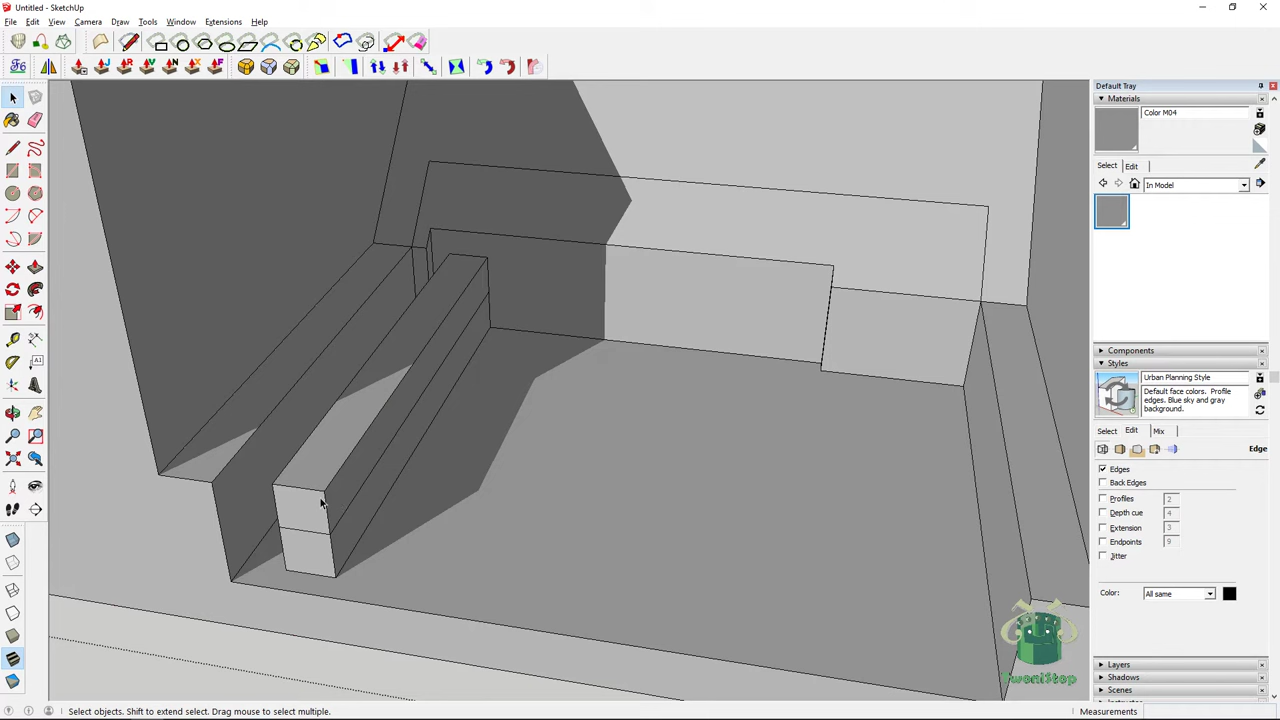 Untitled - SketchUp
File Edit View Camera Draw Tools Window Extensions Help
Default Tray
Materials
Color M04
Select Edit
In Model
Components
Styles
Urban Planning Style
Default face colors. Profile
edges. Blue sky and gray
background.
Select Edit Mix
Edge
Edges
Back Edges
Profiles 2
Depth cue 4
Extension 3
Endpoints 9
Jitter
Color: All same
Layers
Shadows
Scenes
Select objects. Shift to extend select. Drag mouse to select multiple.
Measurements